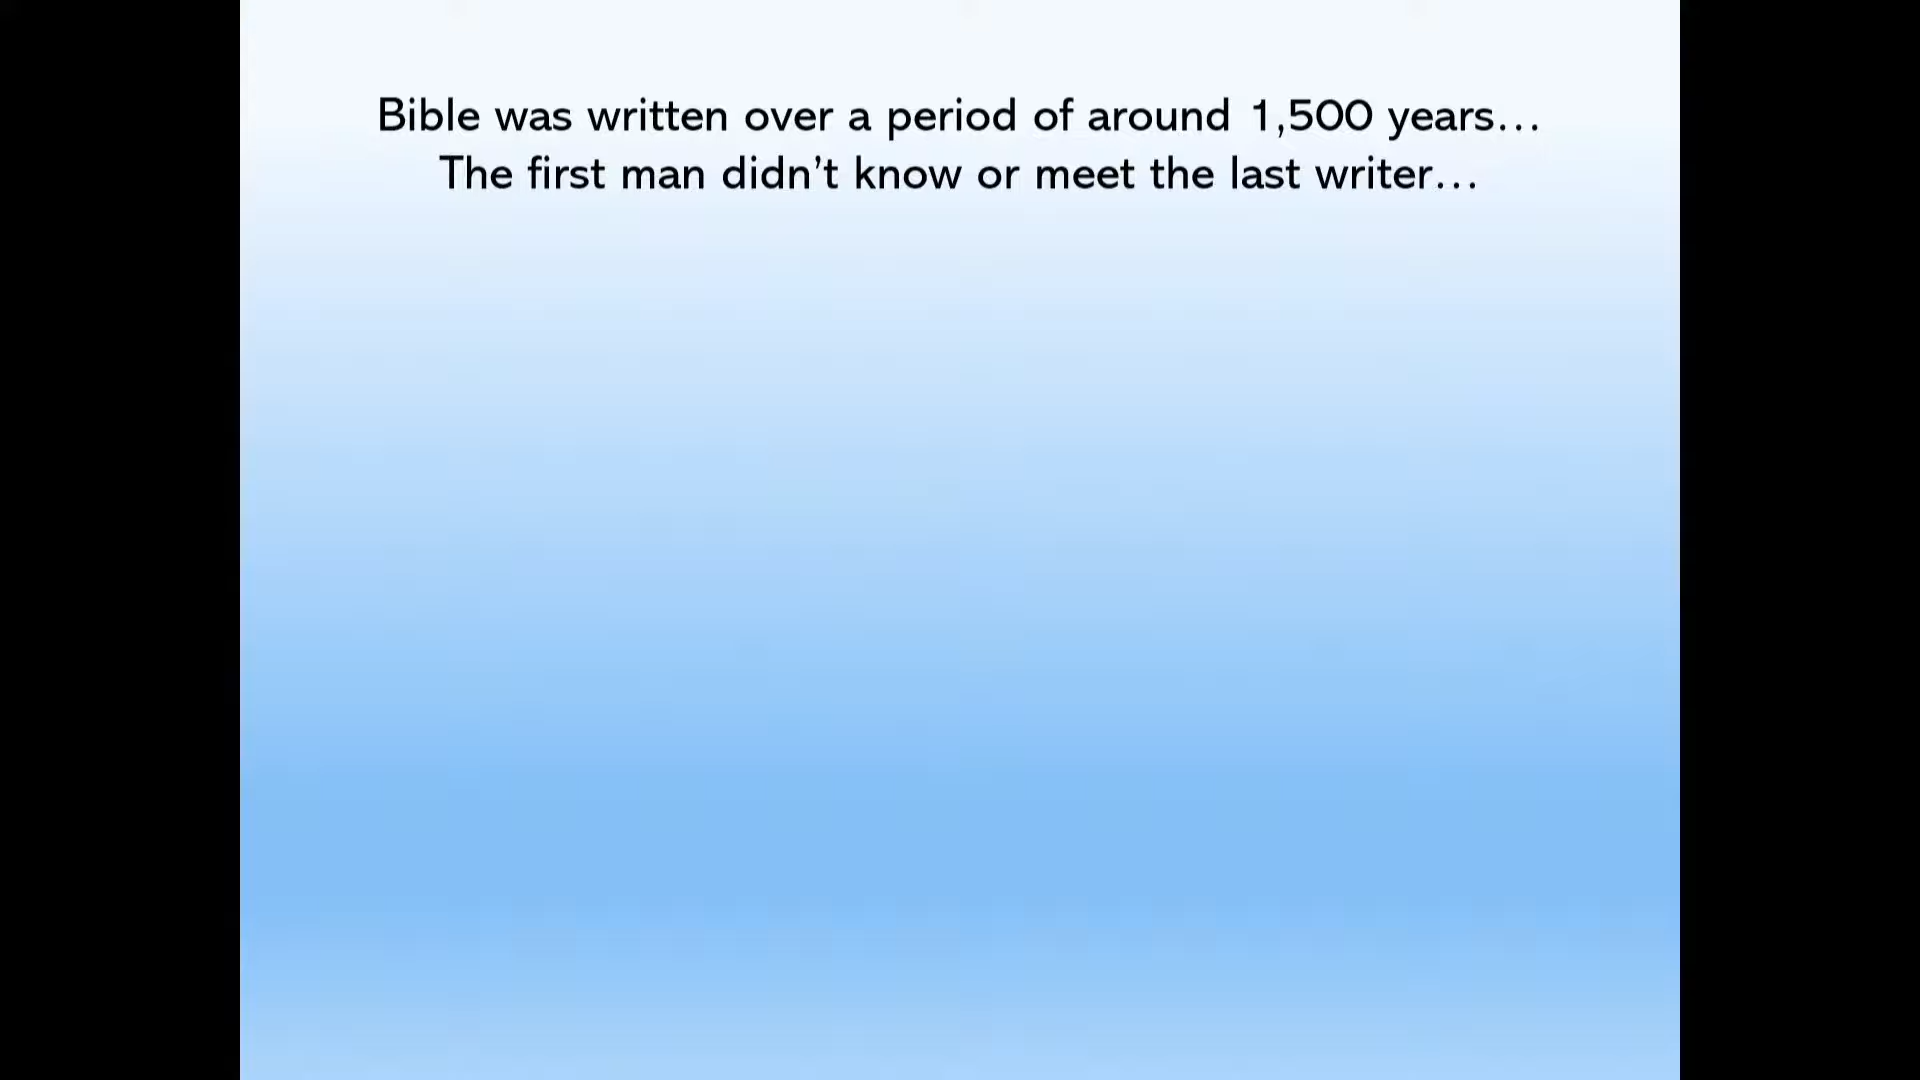 Bible was written over a period of around 1,500 years...
The first man didn’t know or meet the last writer...